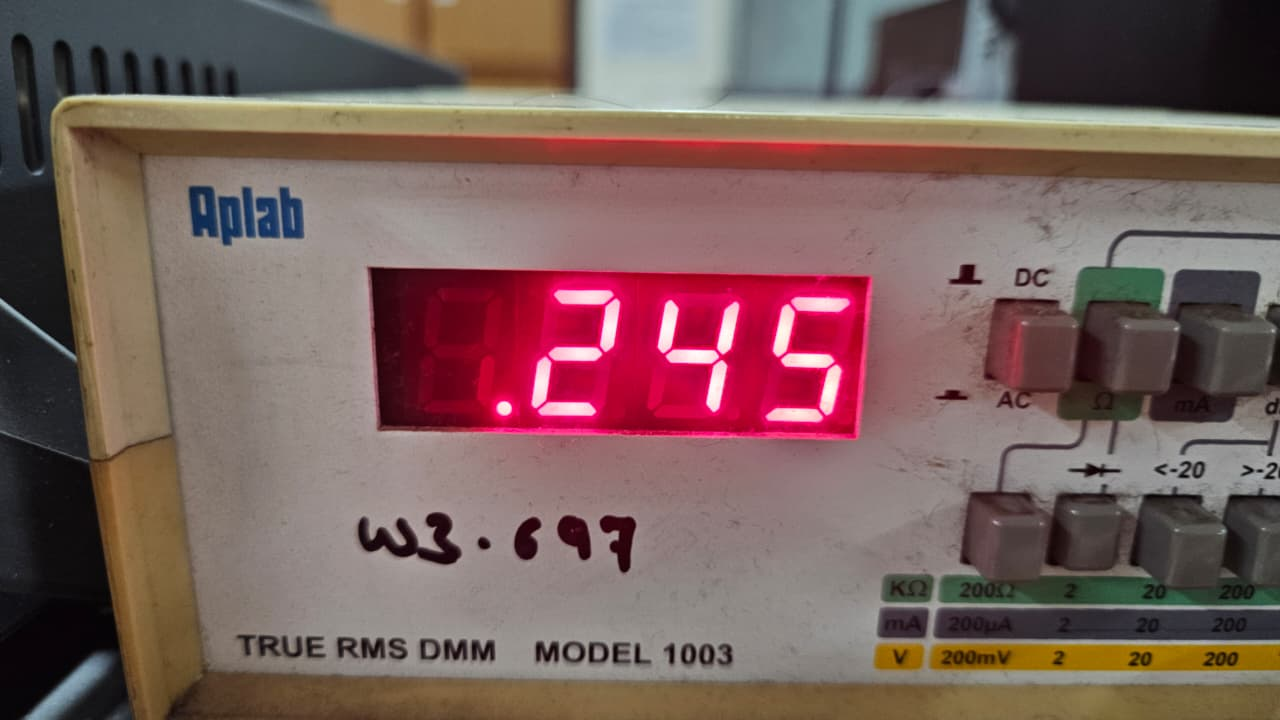 Aplab
.245
DC
AC Ω mA
<-20
W3.697
KΩ 200Ω 2 20 200
mA 200µA 2 20 200
V 200mV 2 20 200
TRUE RMS DMM MODEL 1003